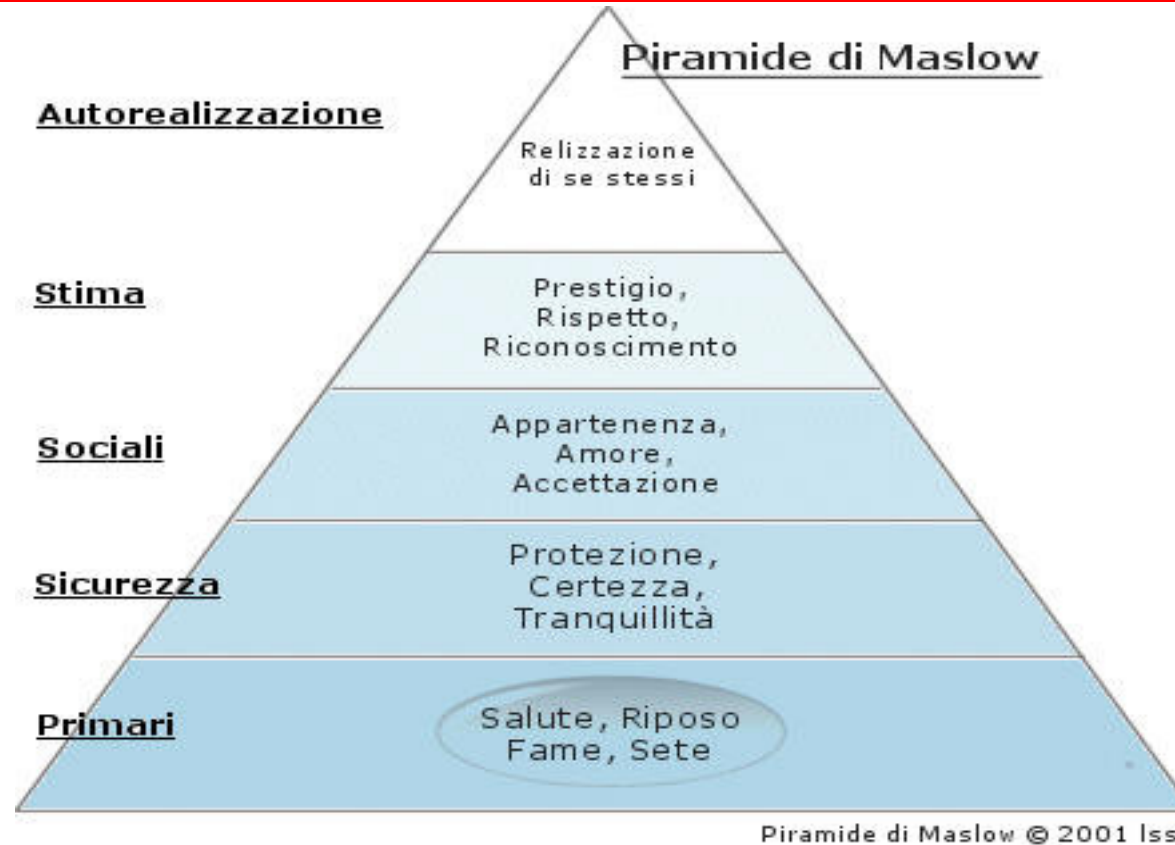 Piramide di Maslow
Autorealizzazione
Relizzazione
di se stessi
Stima
Prestigio,
Rispetto,
Riconoscimento
Sociali
Appartenenza,
Amore,
Accettazione
Sicurezza
Protezione,
Certezza,
Tranquillità
Primari
Salute, Riposo
Fame, Sete
Piramide di Maslow © 2001 lss